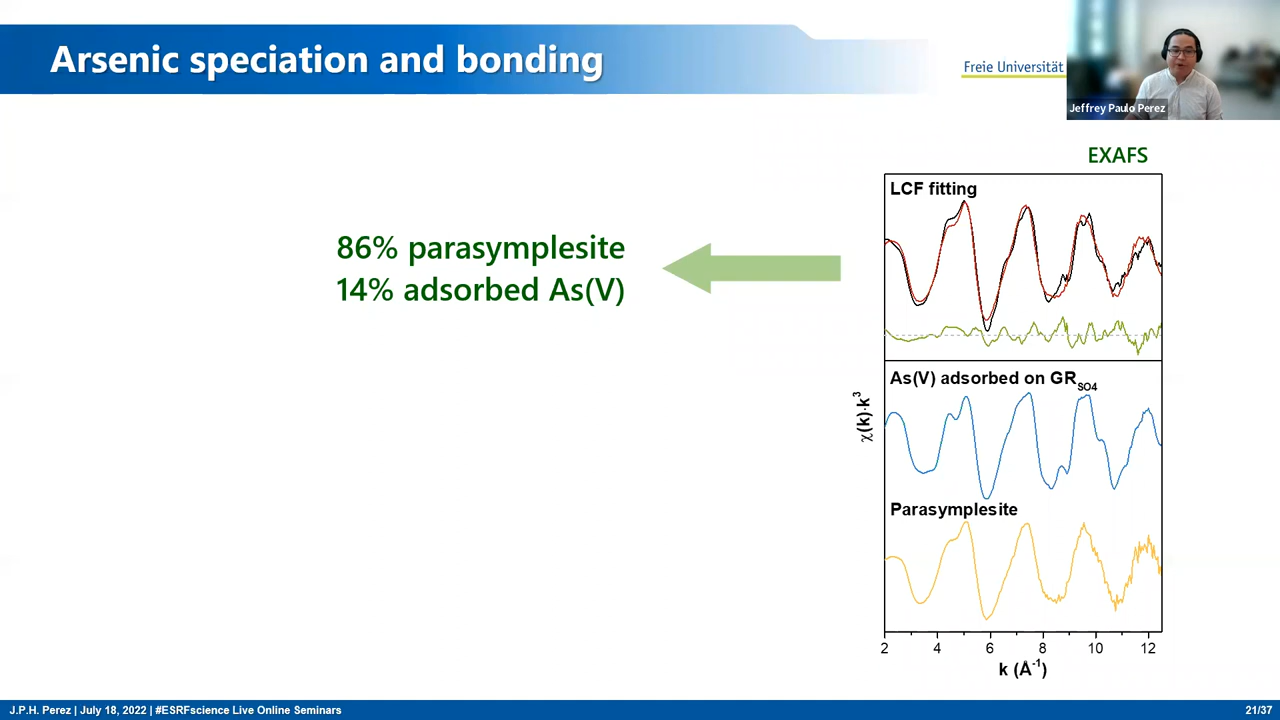 Arsenic speciation and bonding
Freie Universität
Jeffrey Paulo Perez
EXAFS
LCF fitting
86% parasymplesite
14% adsorbed As(V)
As(V) adsorbed on GRSO4
χ(k)·k³
Parasymplesite
2 4 6 8 10 12
k (Å⁻¹)
J.P.H. Perez | July 18, 2022 | #ESRFscience Live Online Seminars
21/37